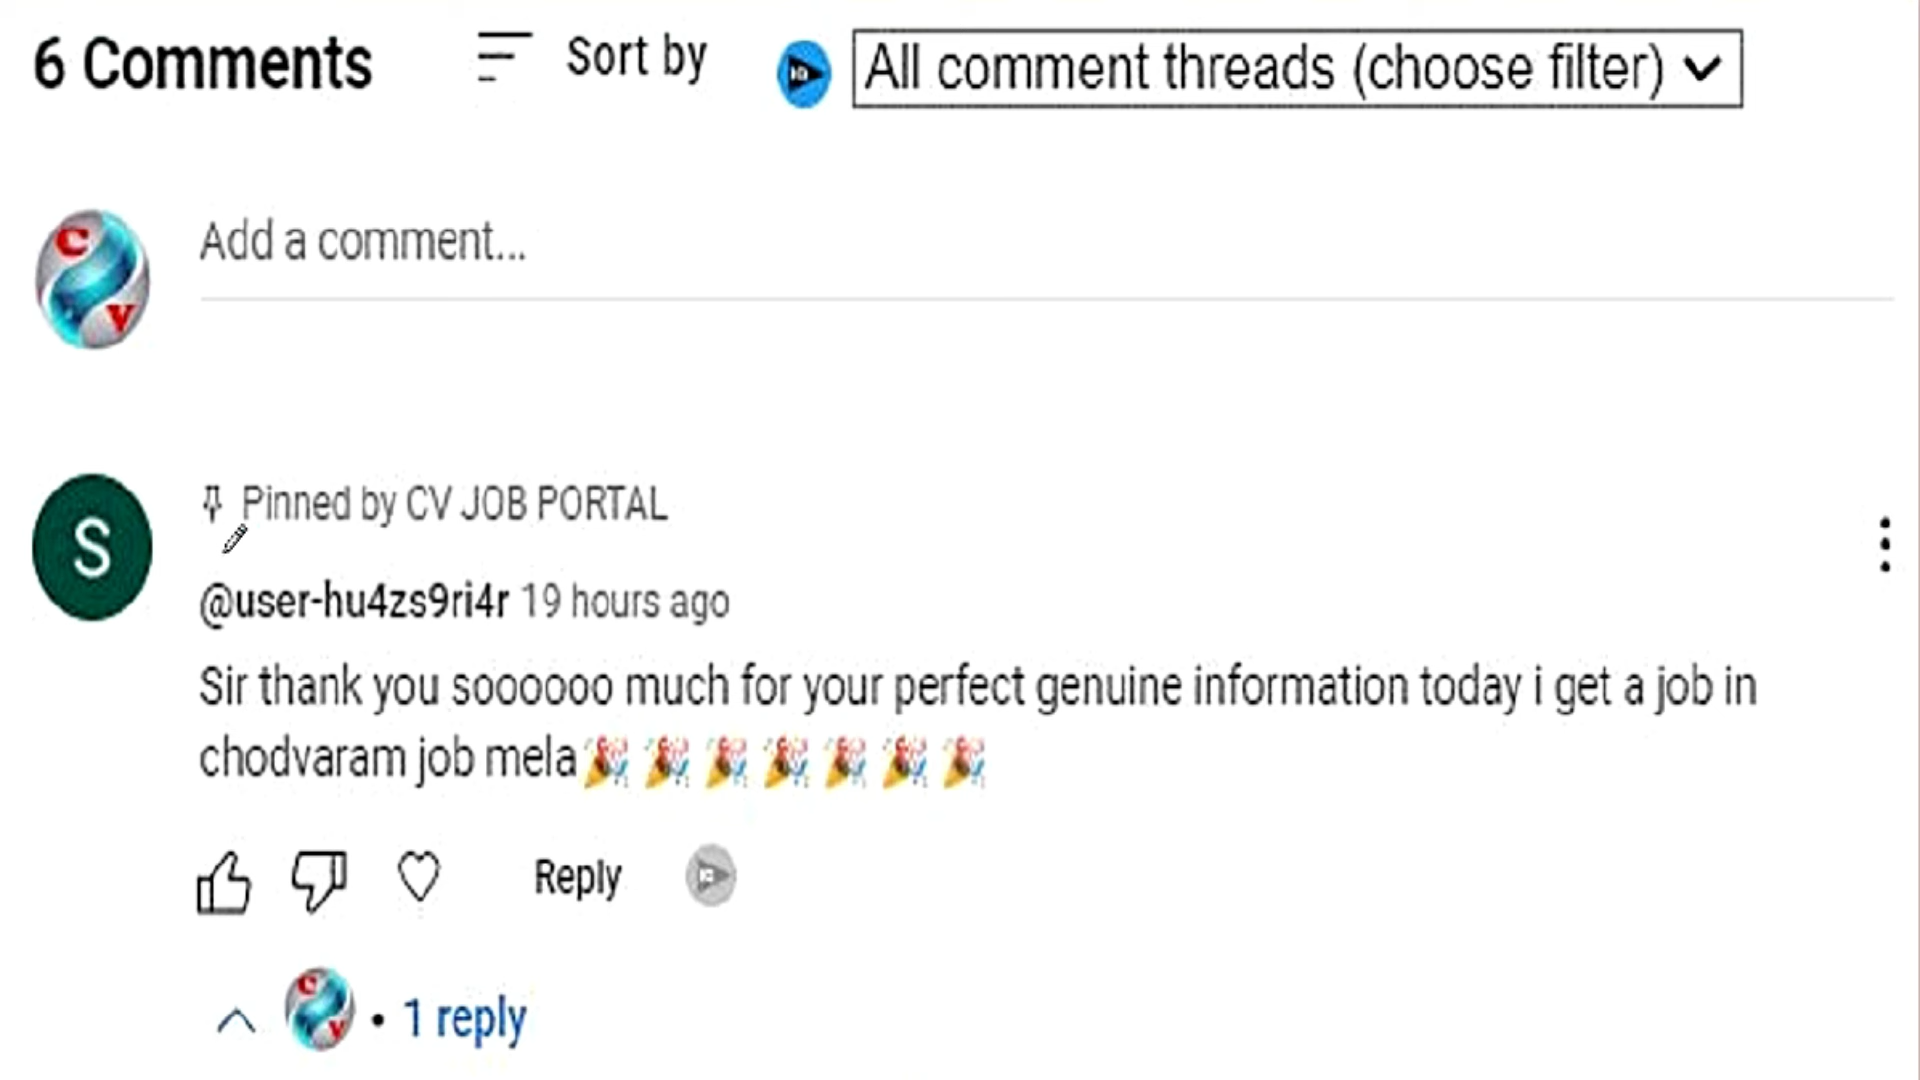 6 Comments Sort by All comment threads (choose filter)
C
V
Add a comment...
S
Pinned by CV JOB PORTAL
@user-hu4zs9ri4r 19 hours ago
Sir thank you soooooo much for your perfect genuine information today i get a job in
chodvaram job mela🎉🎉🎉🎉🎉🎉🎉
Reply
C
V
• 1 reply